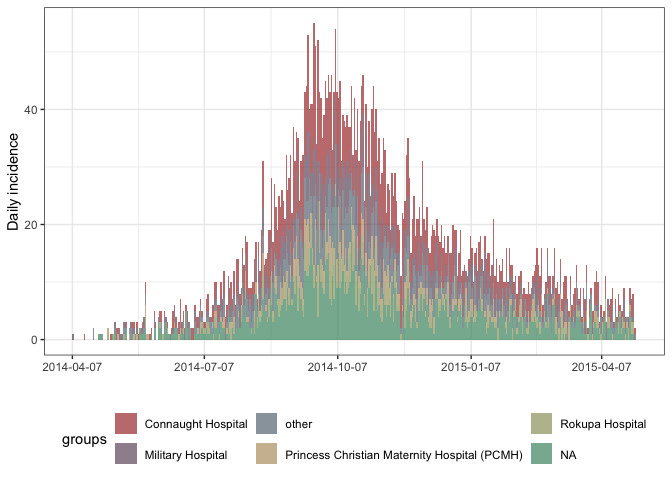 Daily incidence
40
20
0
2014-04-07 2014-07-07 2014-10-07 2015-01-07 2015-04-07
groups
Connaught Hospital other Rokupa Hospital
Military Hospital Princess Christian Maternity Hospital (PCMH) NA